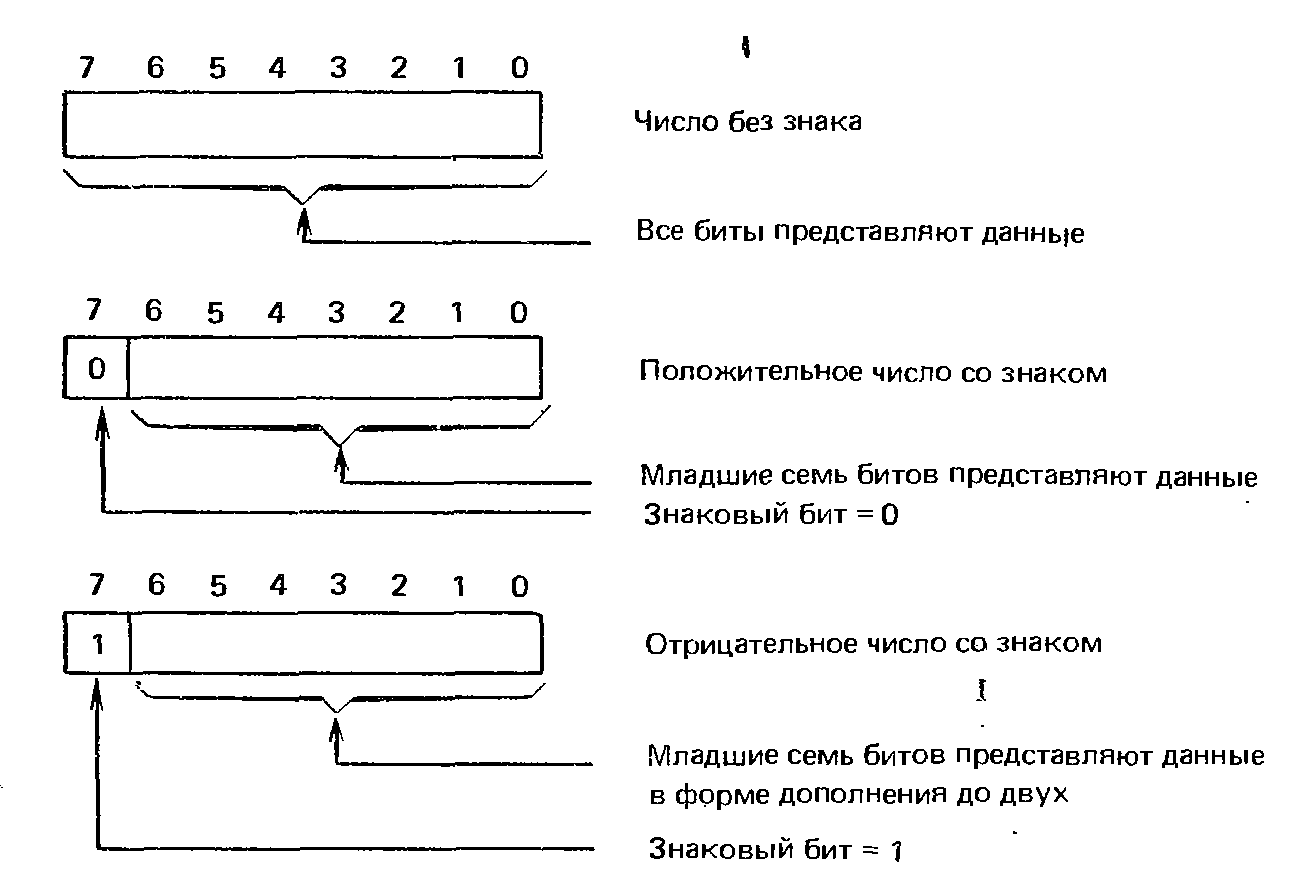 7 6 5 4 3 2 1 0
Число без знака
Все биты представляют данные
7 6 5 4 3 2 1 0
0
Положительное число со знаком
Младшие семь битов представляют данные
Знаковый бит = 0
7 6 5 4 3 2 1 0
1
Отрицательное число со знаком
Младшие семь битов представляют данные
в форме дополнения до двух
Знаковый бит = 1